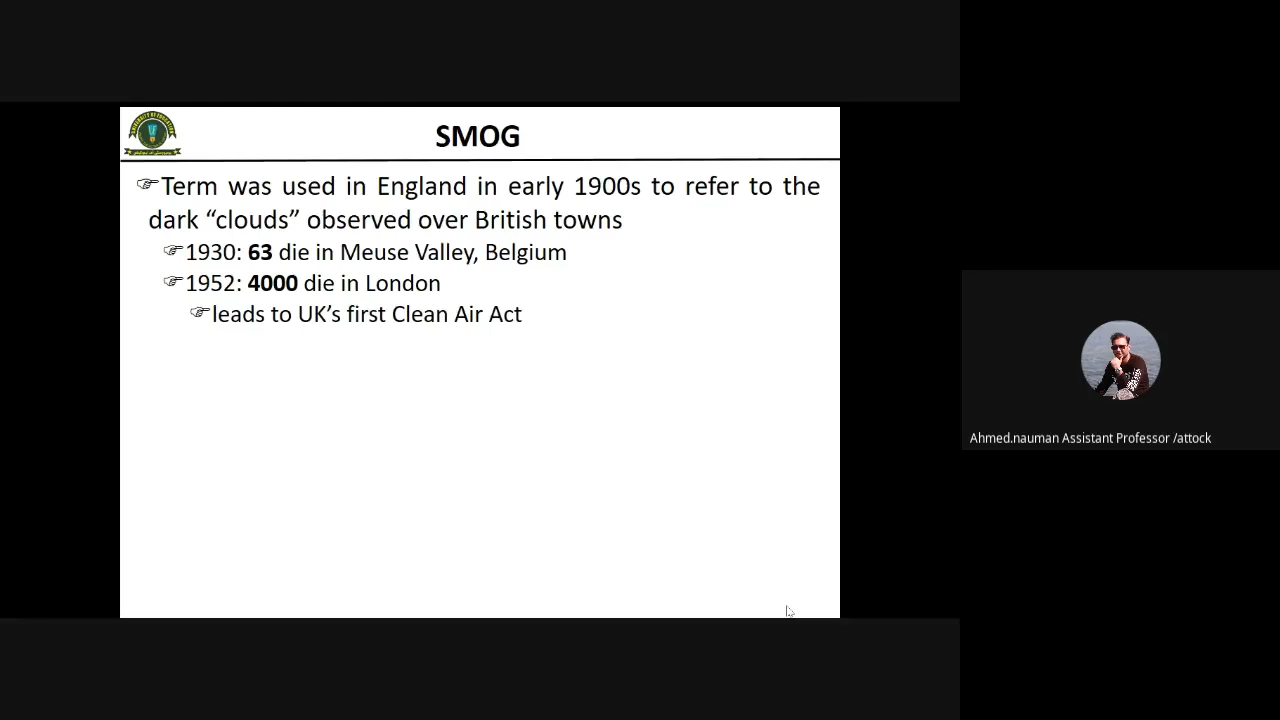 SMOG
Term was used in England in early 1900s to refer to the
dark “clouds” observed over British towns
1930: 63 die in Meuse Valley, Belgium
1952: 4000 die in London
leads to UK’s first Clean Air Act
Ahmed.nauman Assistant Professor /attock